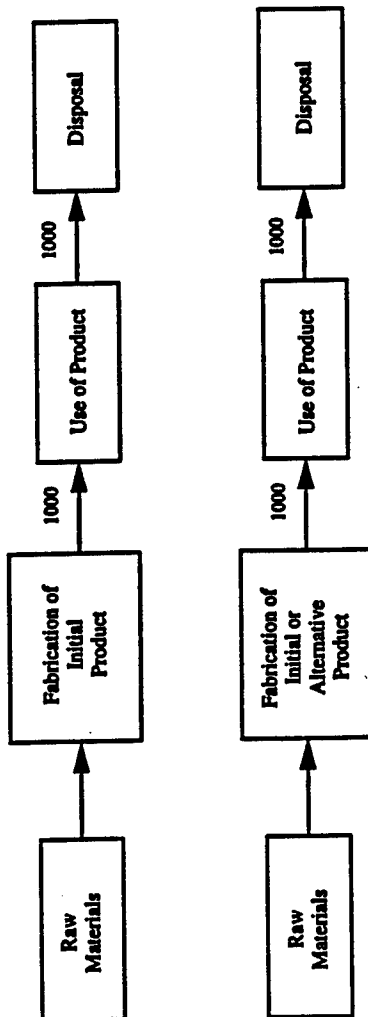 Raw
Materials
Fabrication of
Initial
Product
1000
Use of Product
1000
Disposal
Raw
Materials
Fabrication of
Initial or
Alternative
Product
1000
Use of Product
1000
Disposal